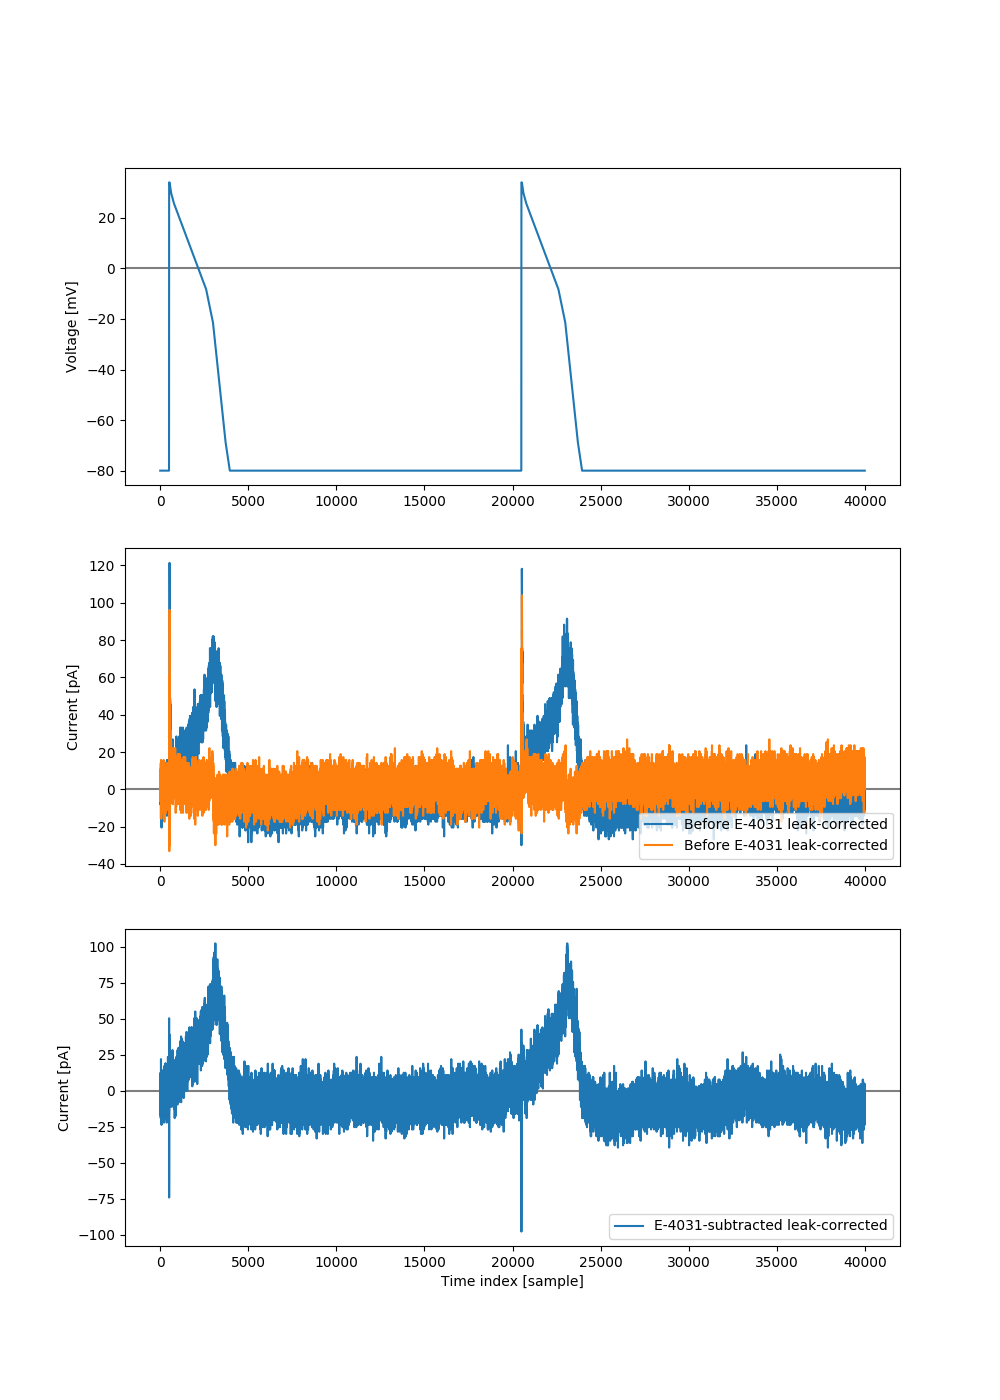 Voltage [mV]
20
0
−20
−40
−60
−80
0 5000 10000 15000 20000 25000 30000 35000 40000
Current [pA]
120
100
80
60
40
20
0
−20
−40
Before E-4031 leak-corrected
Before E-4031 leak-corrected
0 5000 10000 15000 20000 25000 30000 35000 40000
Current [pA]
100
75
50
25
0
−25
−50
−75
−100
E-4031-subtracted leak-corrected
0 5000 10000 15000 20000 25000 30000 35000 40000
Time index [sample]